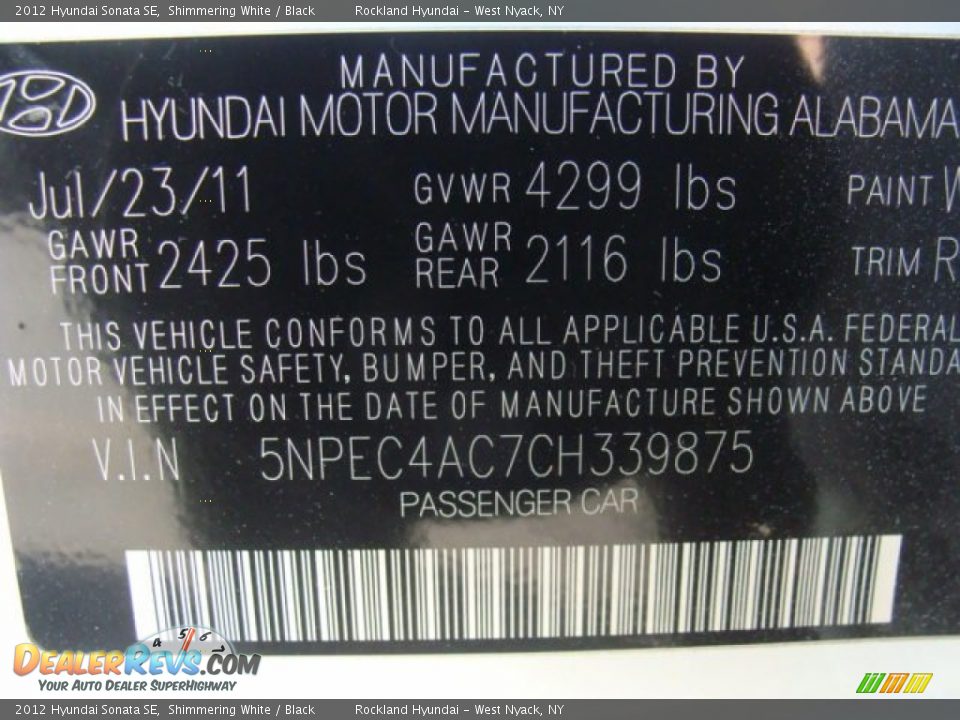 2012 Hyundai Sonata SE, Shimmering White / Black Rockland Hyundai - West Nyack, NY
MANUFACTURED BY
HYUNDAI MOTOR MANUFACTURING ALABAMA
Jul/23/11 GVWR 4299 lbs PAINT W
GAWR FRONT 2425 lbs GAWR REAR 2116 lbs TRIM R
THIS VEHICLE CONFORMS TO ALL APPLICABLE U.S.A. FEDERAL
MOTOR VEHICLE SAFETY, BUMPER, AND THEFT PREVENTION STANDA
IN EFFECT ON THE DATE OF MANUFACTURE SHOWN ABOVE
V.I.N 5NPEC4AC7CH339875
PASSENGER CAR
4 5 6 7
DEALERREVS.COM
YOUR AUTO DEALER SUPERHIGHWAY
2012 Hyundai Sonata SE, Shimmering White / Black Rockland Hyundai - West Nyack, NY